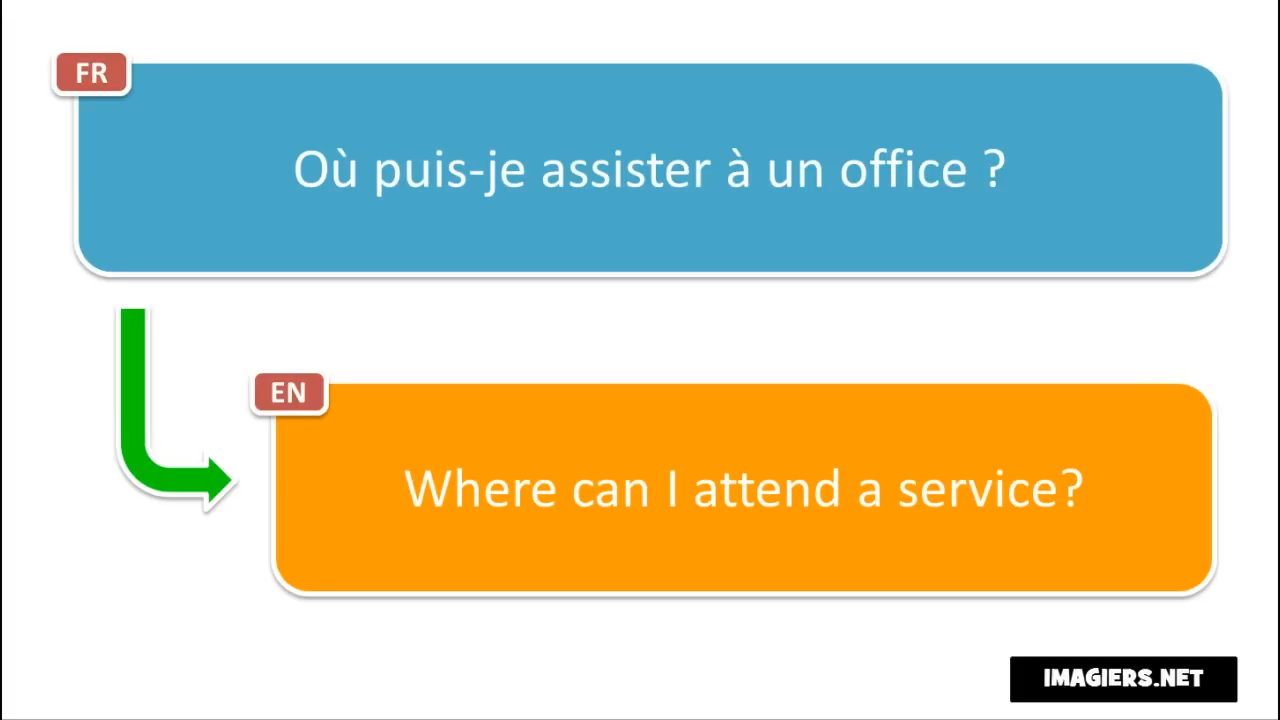 FR
Où puis-je assister à un office ?
EN
Where can I attend a service?
IMAGIERS.NET